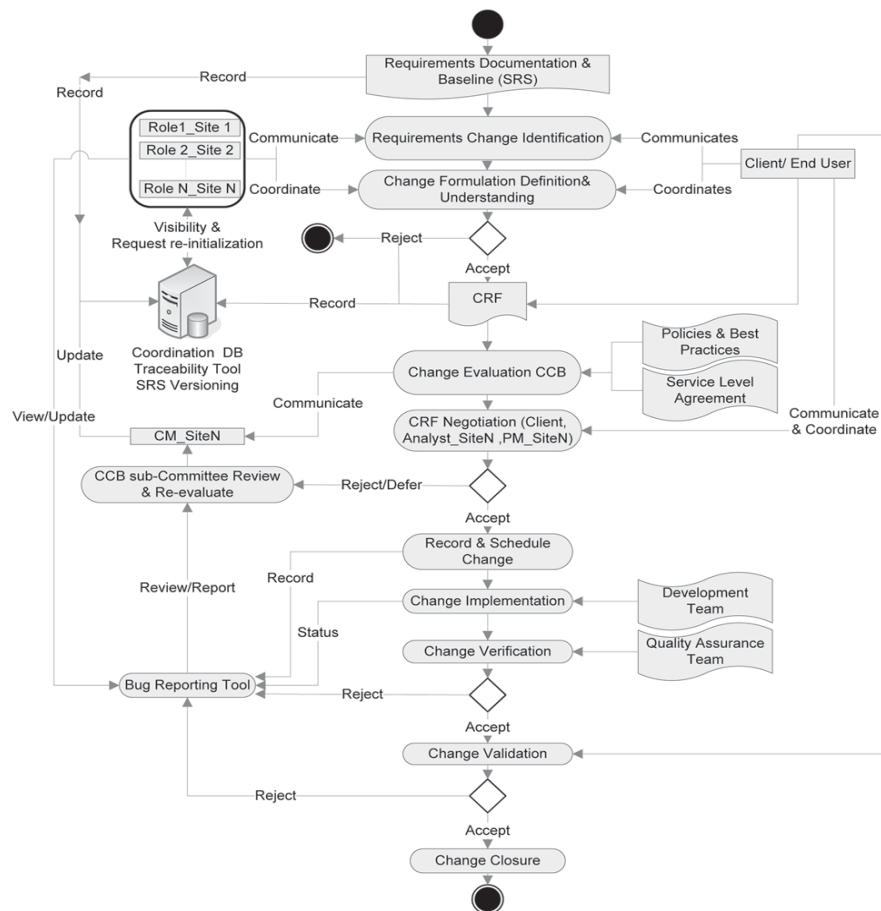 Requirements Documentation &
Baseline (SRS)
Record
Record
Role1_Site 1
Role 2_Site 2
Role N_Site N
Communicate
Coordinate
Requirements Change Identification
Communicates
Client/ End User
Coordinates
Change Formulation Definition&
Understanding
Visibility &
Request re-initialization
Reject
Accept
Record
CRF
Coordination DB
Traceability Tool
SRS Versioning
Policies & Best
Practices
Service Level
Agreement
Update
Change Evaluation CCB
View/Update
Communicate
Communicate
& Coordinate
CM_SiteN
CRF Negotiation (Client,
Analyst_SiteN ,PM_SiteN)
CCB sub-Committee Review
& Re-evaluate
Reject/Defer
Accept
Record & Schedule
Change
Record
Review/Report
Change Implementation
Development
Team
Status
Change Verification
Quality Assurance
Team
Bug Reporting Tool
Reject
Accept
Change Validation
Reject
Accept
Change Closure